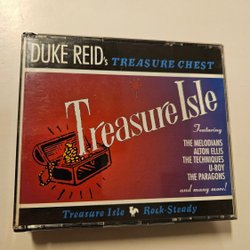 DUKE REID's TREASURE CHEST
Treasure Isle
Featuring
THE MELODIANS
ALTON ELLIS
THE TECHNIQUES
U-ROY
THE PARAGONS
and many more!
Treasure Isle Rock-Steady